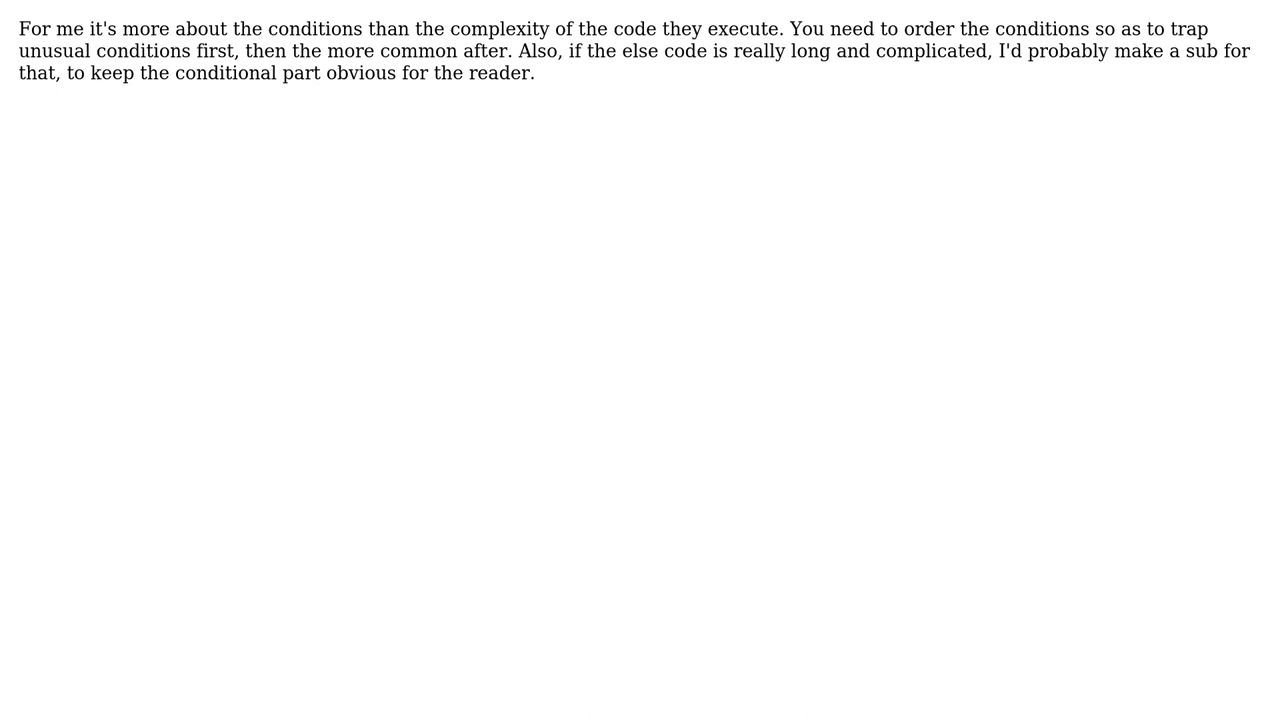 For me it's more about the conditions than the complexity of the code they execute. You need to order the conditions so as to trap
unusual conditions first, then the more common after. Also, if the else code is really long and complicated, I'd probably make a sub for
that, to keep the conditional part obvious for the reader.